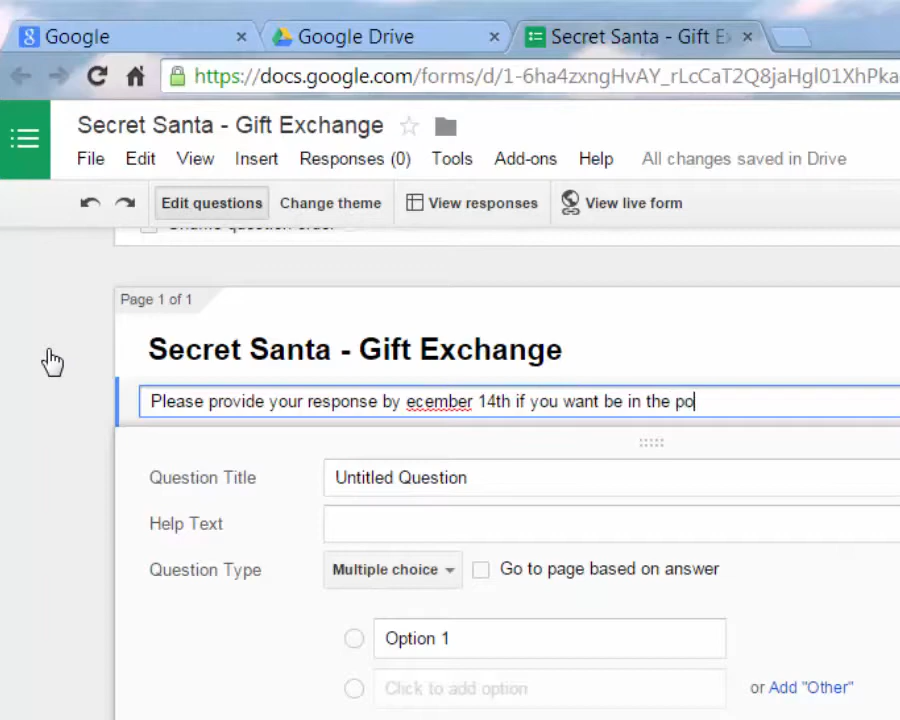 Google
Google Drive
Secret Santa - Gift E
https://docs.google.com/forms/d/1-6ha4zxngHvAY_rLcCaT2Q8jaHgl01XhPka
Secret Santa - Gift Exchange
File Edit View Insert Responses (0) Tools Add-ons Help All changes saved in Drive
Edit questions Change theme View responses View live form
question order
Page 1 of 1
Secret Santa - Gift Exchange
Please provide your response by ecember 14th if you want be in the po
Question Title Untitled Question
Help Text
Question Type Multiple choice Go to page based on answer
Option 1
Click to add option or Add "Other"